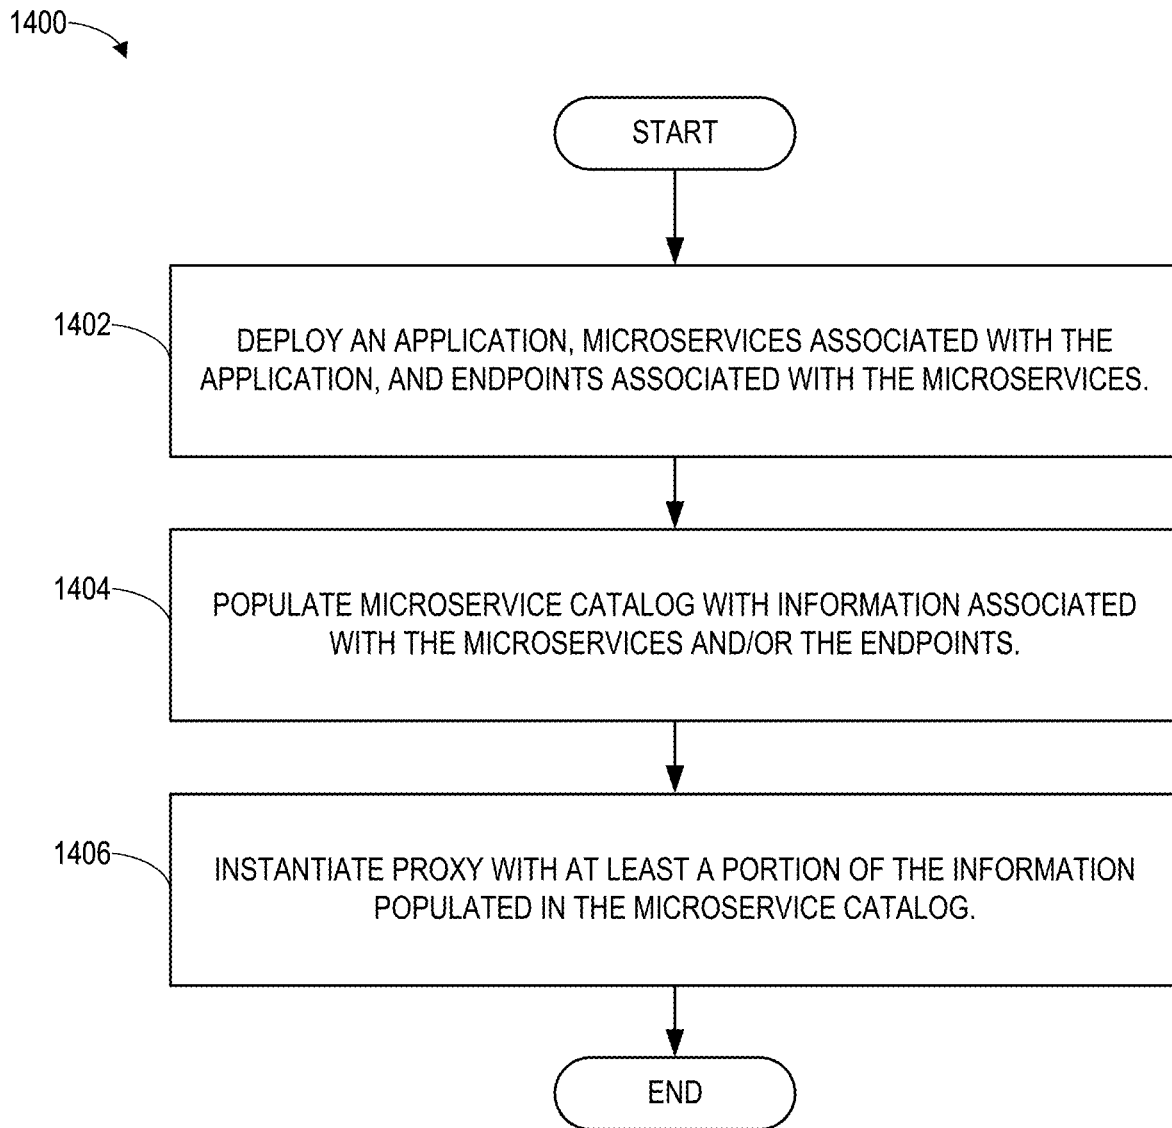 1400
START
1402
DEPLOY AN APPLICATION, MICROSERVICES ASSOCIATED WITH THE
APPLICATION, AND ENDPOINTS ASSOCIATED WITH THE MICROSERVICES.
1404
POPULATE MICROSERVICE CATALOG WITH INFORMATION ASSOCIATED
WITH THE MICROSERVICES AND/OR THE ENDPOINTS.
1406
INSTANTIATE PROXY WITH AT LEAST A PORTION OF THE INFORMATION
POPULATED IN THE MICROSERVICE CATALOG.
END